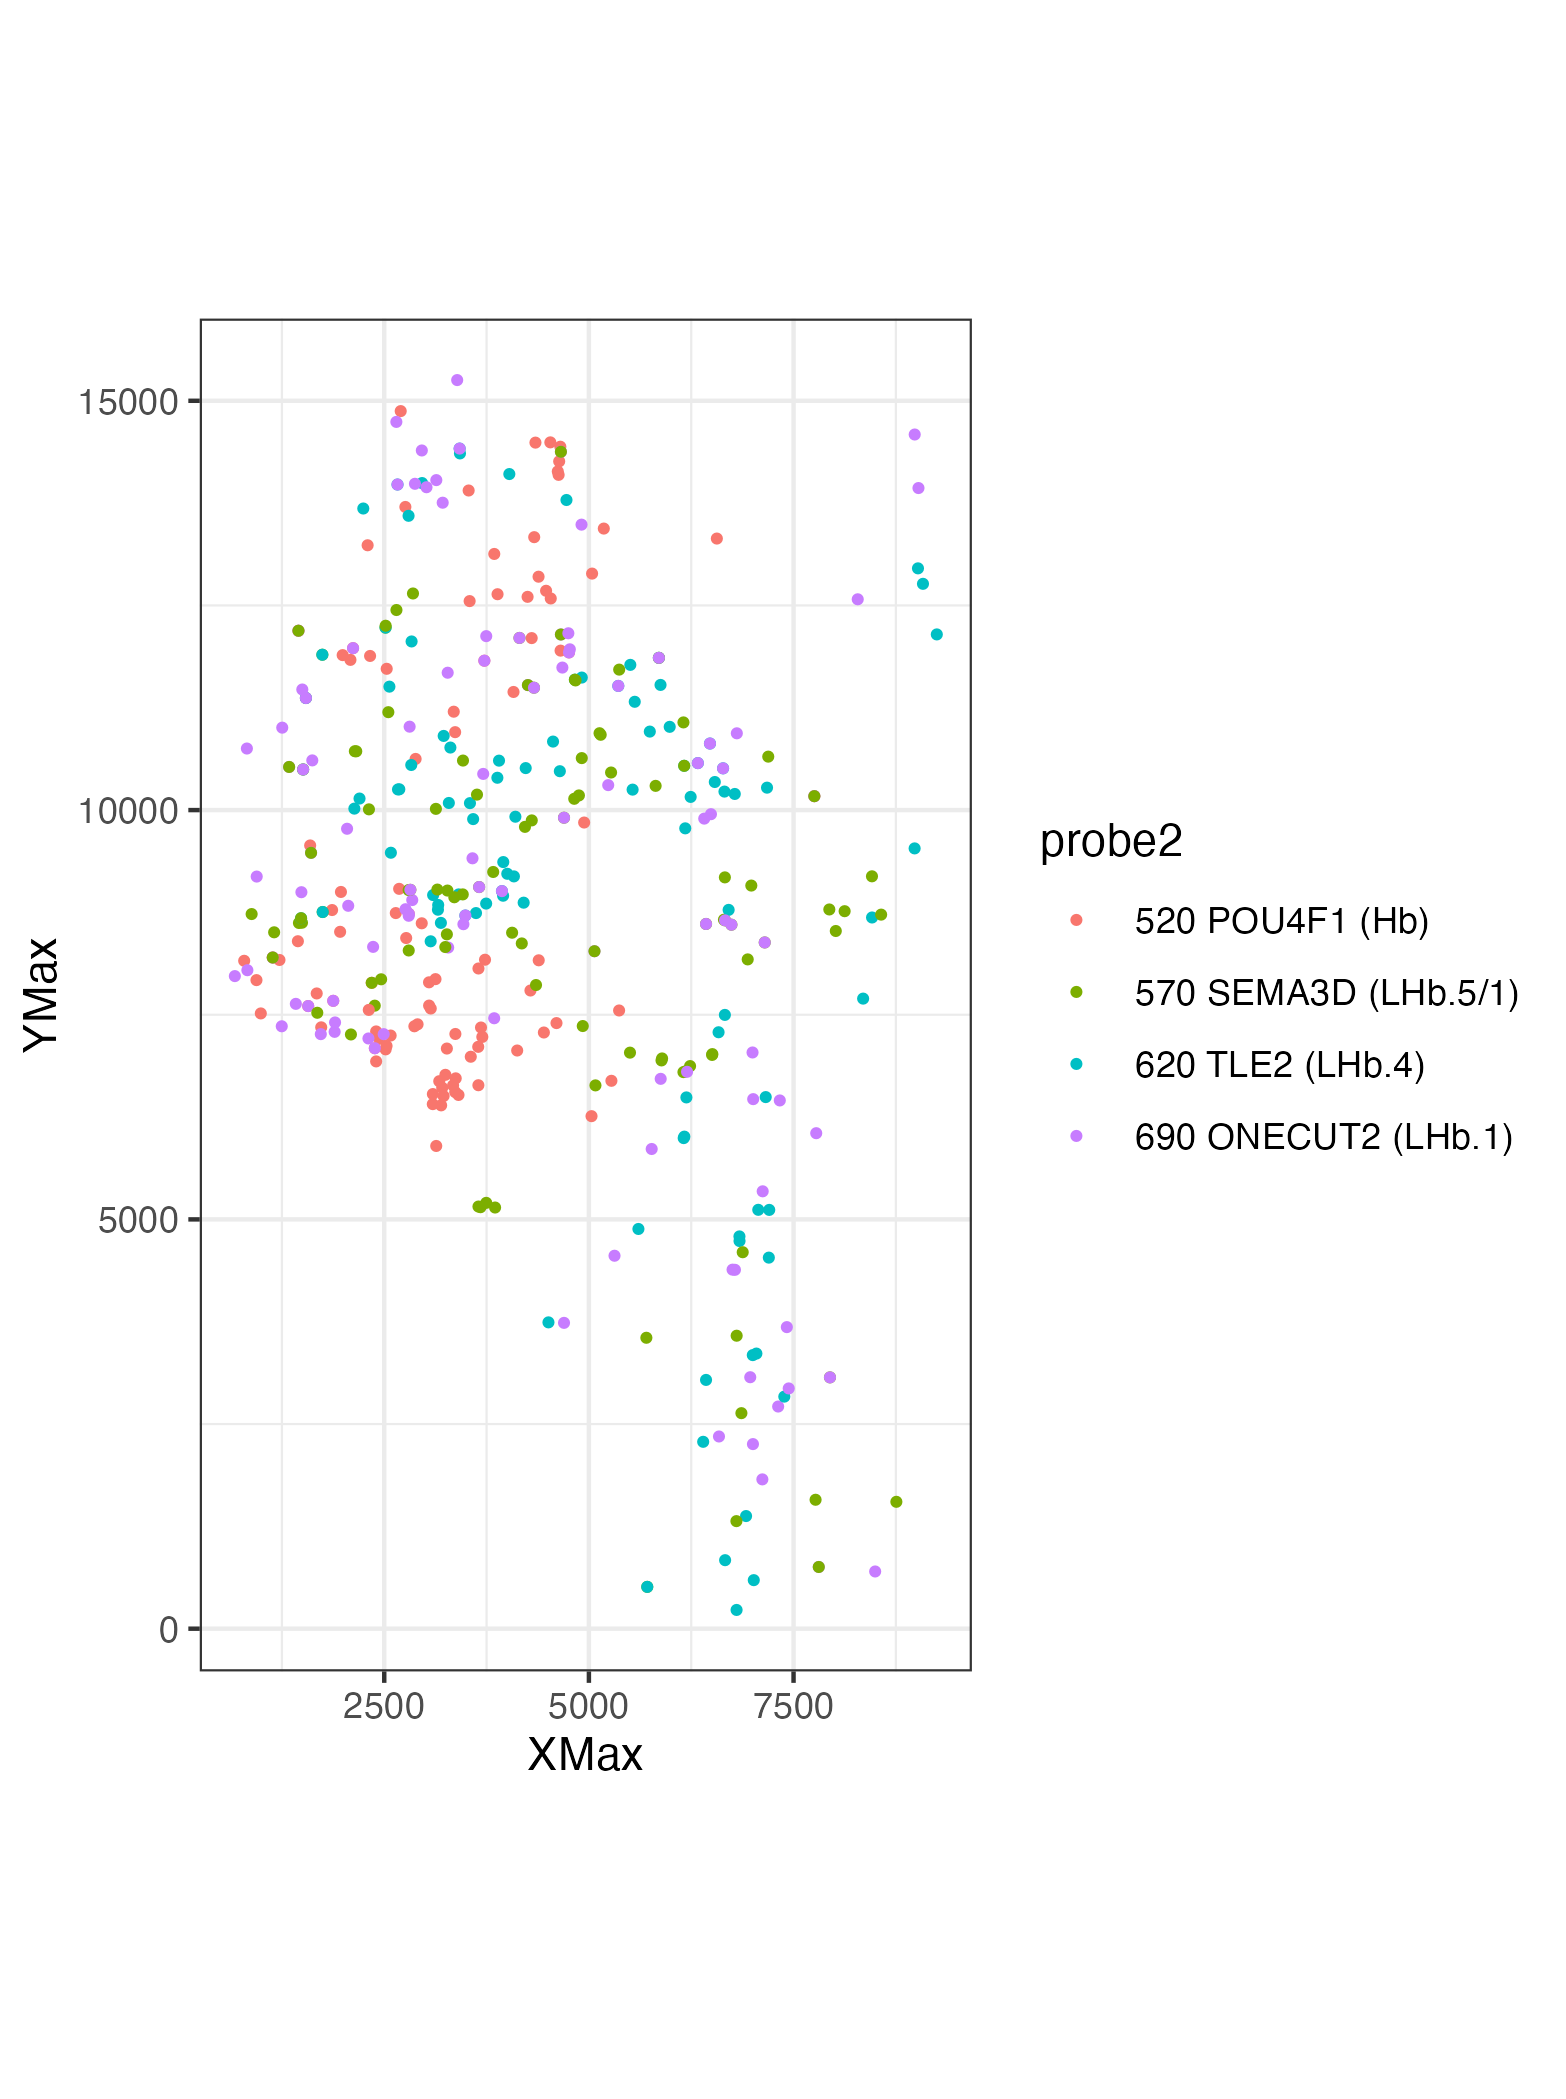 15000
10000
5000
0
2500 5000 7500
XMax
YMax
probe2
520 POU4F1 (Hb)
570 SEMA3D (LHb.5/1)
620 TLE2 (LHb.4)
690 ONECUT2 (LHb.1)